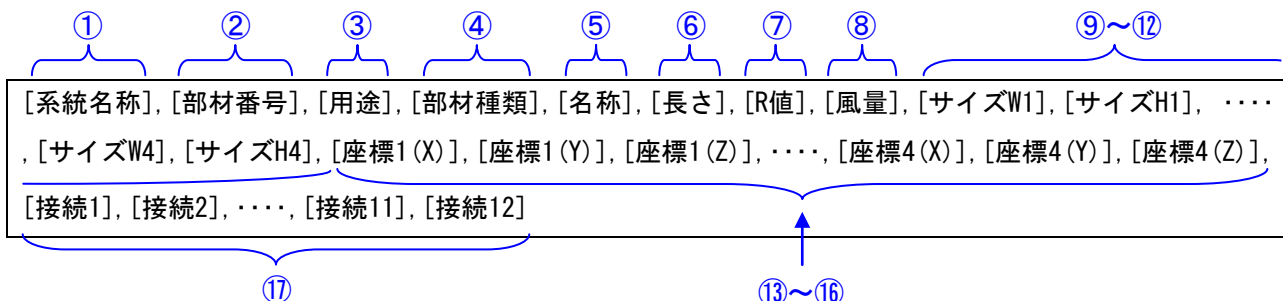 ① ② ③ ④ ⑤ ⑥ ⑦ ⑧ ⑨～⑫
[系統名称],[部材番号],[用途],[部材種類],[名称],[長さ],[R値],[風量],[サイズW1],[サイズH1], ････
,[サイズW4],[サイズH4],[座標1(X)],[座標1(Y)],[座標1(Z)],････,[座標4(X)],[座標4(Y)],[座標4(Z)],
[接続1],[接続2],････,[接続11],[接続12]
⑰ ⑬～⑯